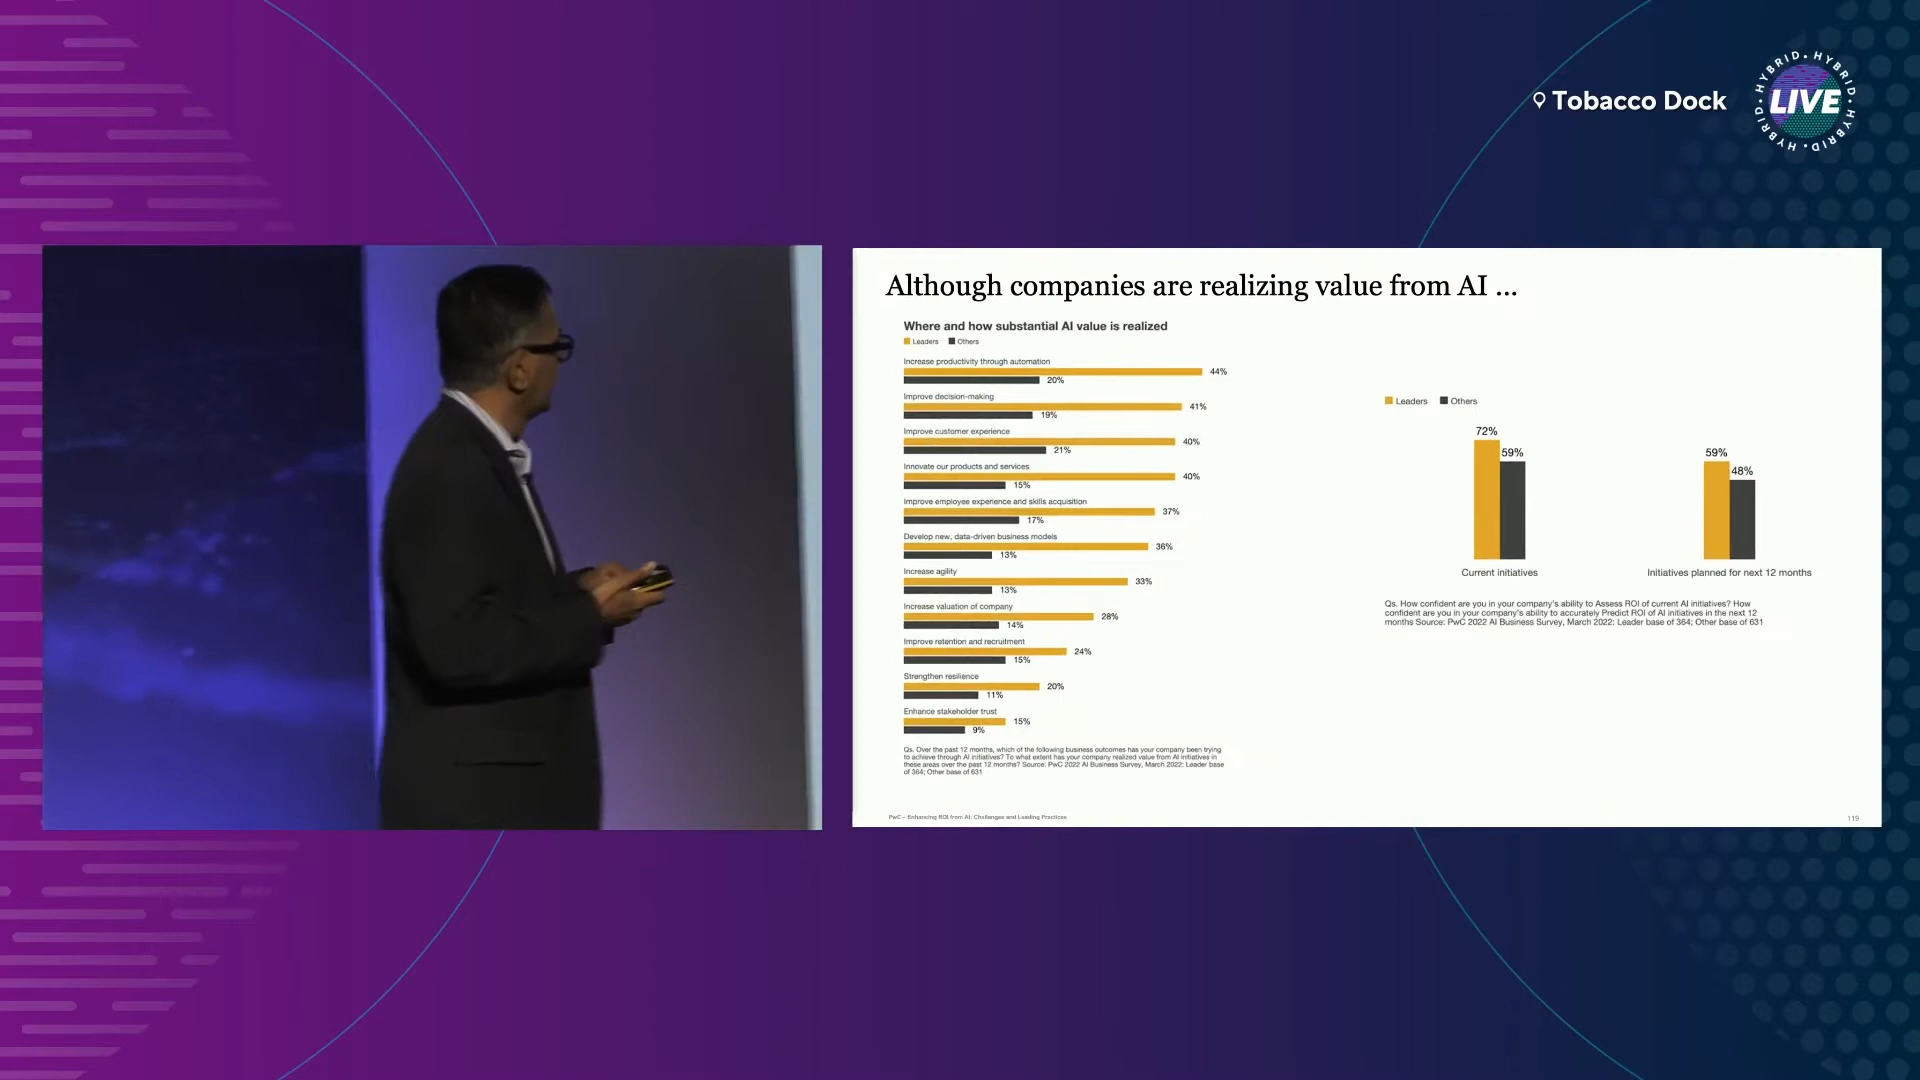 Tobacco Dock
HYBRID • HYBRID • HYBRID • HYBRID •
LIVE
Although companies are realizing value from AI ...
Where and how substantial AI value is realized
Leaders Others
Increase productivity through automation
44%
20%
Improve decision-making
41%
19%
Improve customer experience
40%
21%
Innovate our products and services
40%
15%
Improve employee experience and skills acquisition
37%
17%
Develop new, data-driven business models
36%
13%
Increase agility
33%
13%
Increase valuation of company
28%
14%
Improve retention and recruitment
24%
15%
Strengthen resilience
20%
11%
Enhance stakeholder trust
15%
9%
Qs. Over the past 12 months, which of the following business outcomes has your company been trying
to achieve through AI initiatives? To what extent has your company realized value from AI initiatives in
these areas over the past 12 months? Source: PwC 2022 AI Business Survey, March 2022: Leader base
of 364; Other base of 631
Leaders Others
72%
59%
59%
48%
Current initiatives
Initiatives planned for next 12 months
Qs. How confident are you in your company's ability to Assess ROI of current AI initiatives? How
confident are you in your company's ability to accurately Predict ROI of AI initiatives in the next 12
months Source: PwC 2022 AI Business Survey, March 2022: Leader base of 364; Other base of 631
PwC – Enhancing ROI from AI: Challenges and Leading Practices
119